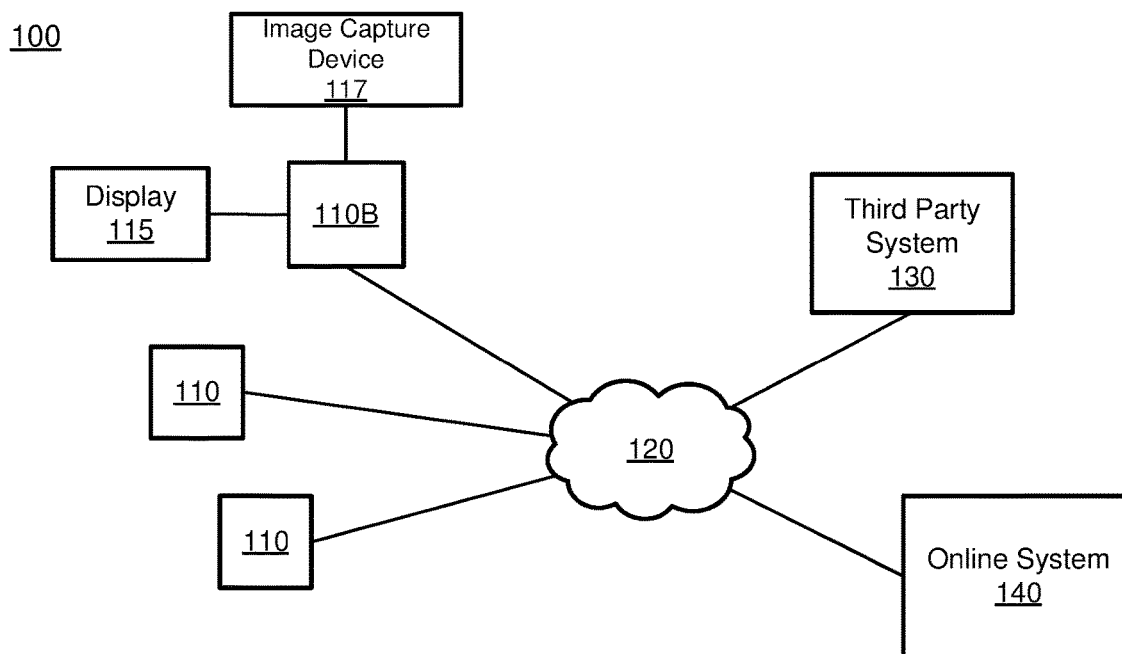 100
Image Capture
Device
117
Display
115
110B
Third Party
System
130
110
120
110
Online System
140